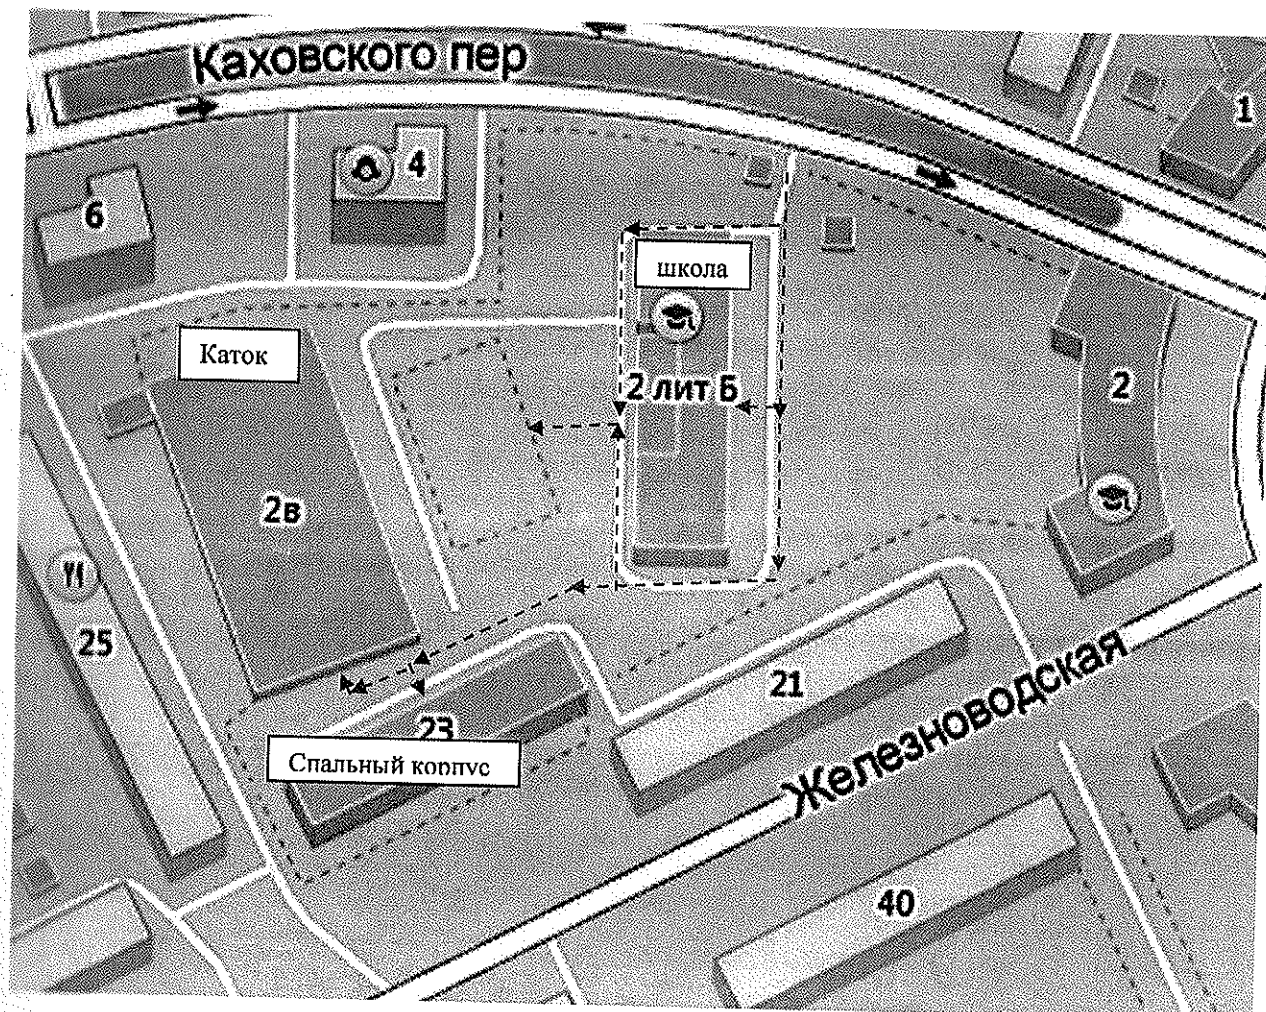 Каховского пер
1
4
6
школа
Каток
2 лит Б
2
2в
25
21
23
Спальный корпус
Железноводская
40